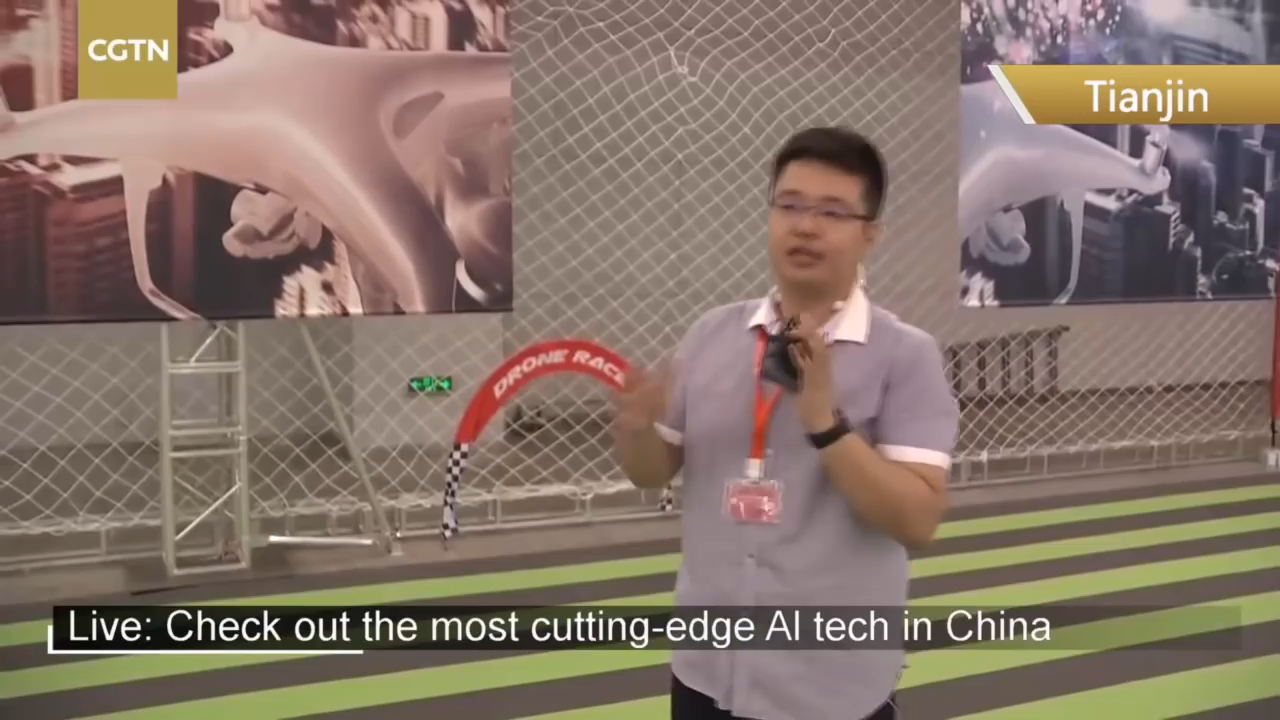 CGTN
Tianjin
DRONE RACE
Live: Check out the most cutting-edge AI tech in China